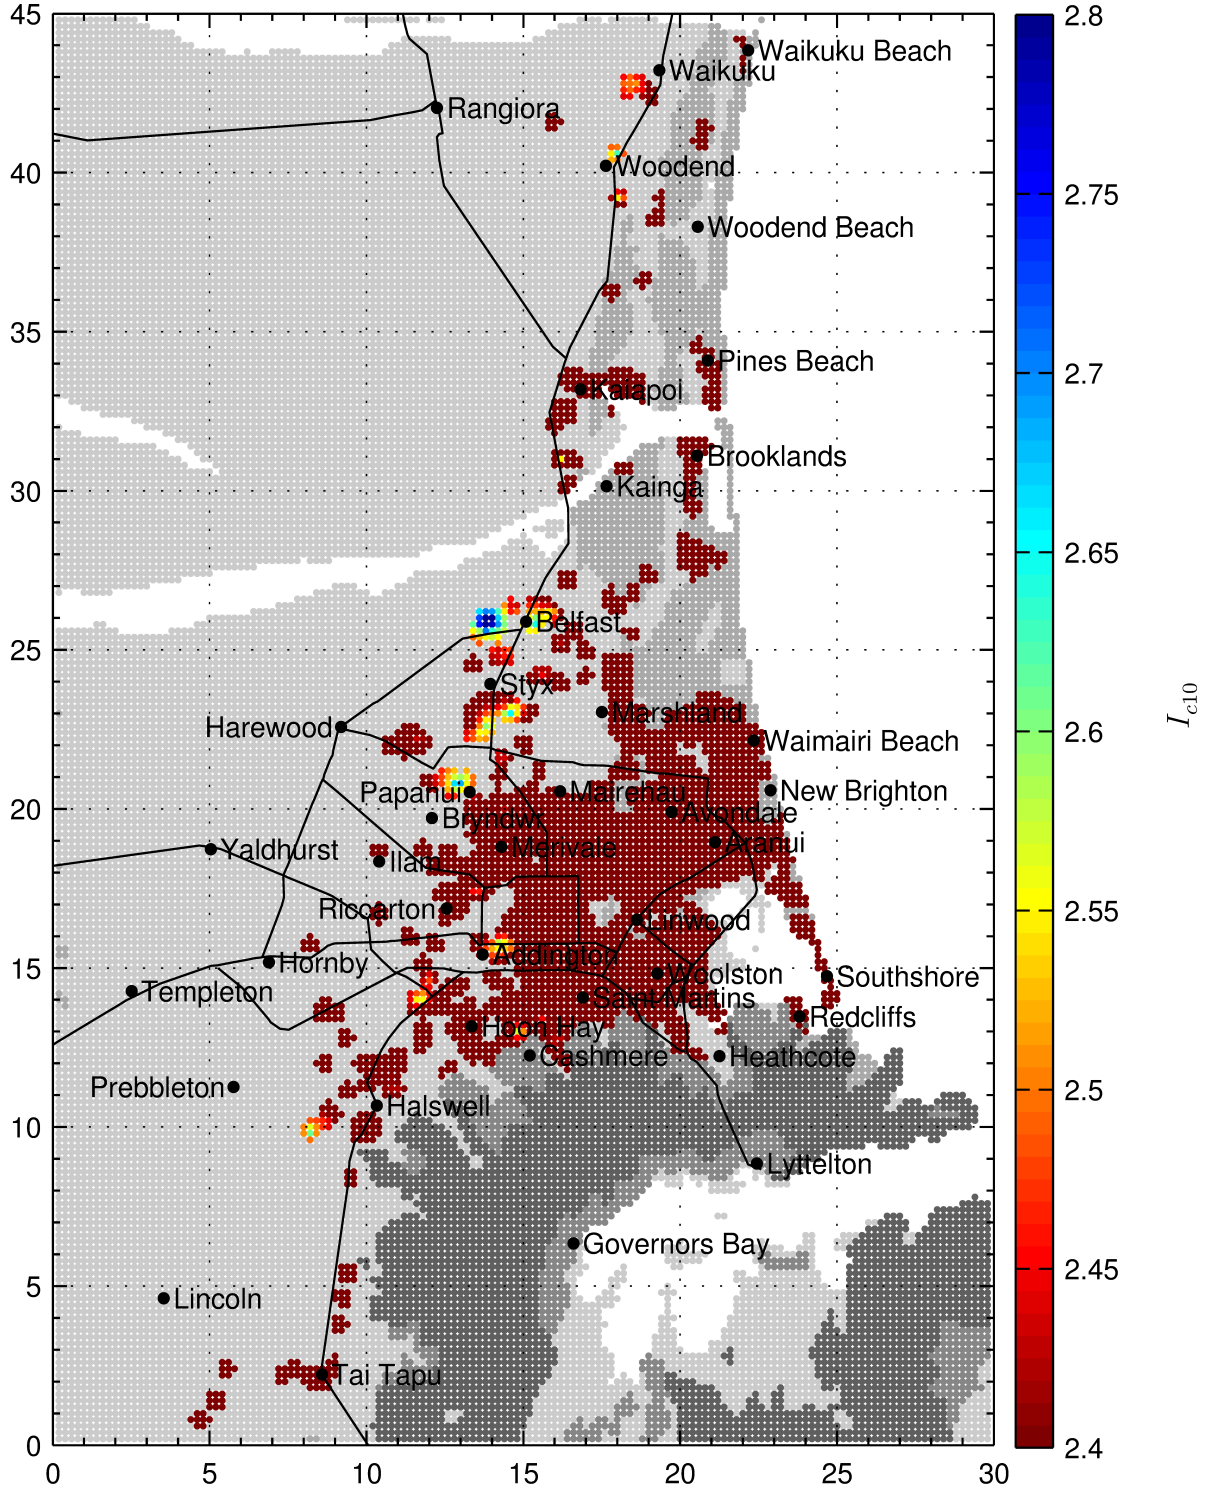 45
40
35
30
25
20
15
10
5
0
0 5 10 15 20 25 30
Waikuku Beach
Waikuku
Rangiora
Woodend
Woodend Beach
Pines Beach
Kaiapoi
Brooklands
Kainga
Belfast
Styx
Marshland
Harewood
Waimairi Beach
Papanui
Mairehau
New Brighton
Bryndwr
Avondale
Yaldhurst
Merivale
Aranui
Ilam
Riccarton
Linwood
Hornby
Addington
Woolston
Southshore
Templeton
Saint Martins
Redcliffs
Hoon Hay
Cashmere
Heathcote
Prebbleton
Halswell
Lyttelton
Governors Bay
Lincoln
Tai Tapu
2.8
2.75
2.7
2.65
2.6
2.55
2.5
2.45
2.4
I_{c10}